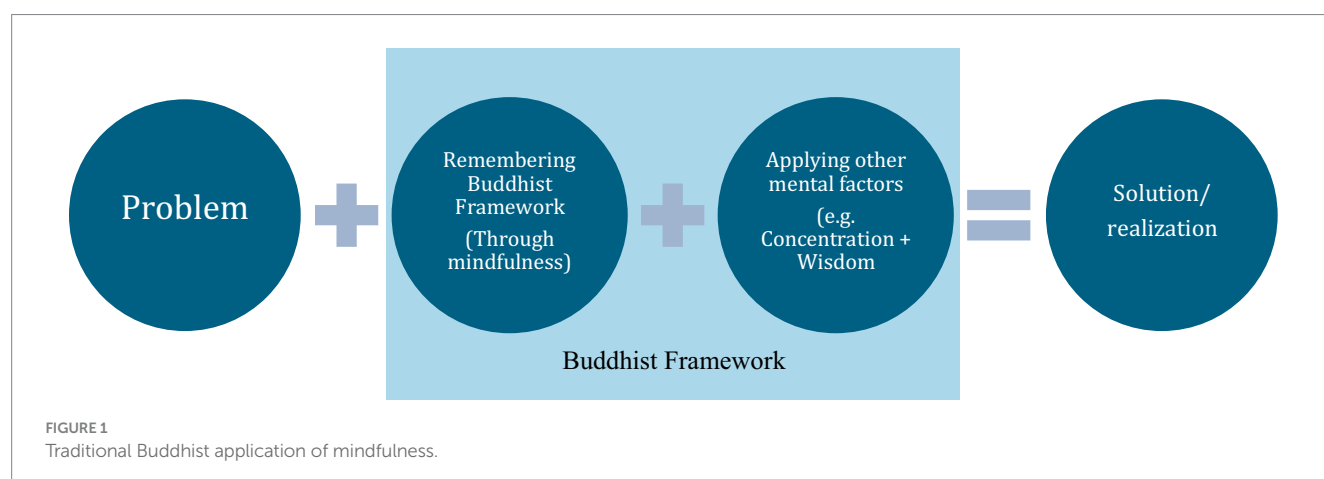 Problem
Remembering
Buddhist
Framework
(Through
mindfulness)
Applying other
mental factors
(e.g.
Concentration +
Wisdom
Solution/
realization
Buddhist Framework
FIGURE 1
Traditional Buddhist application of mindfulness.